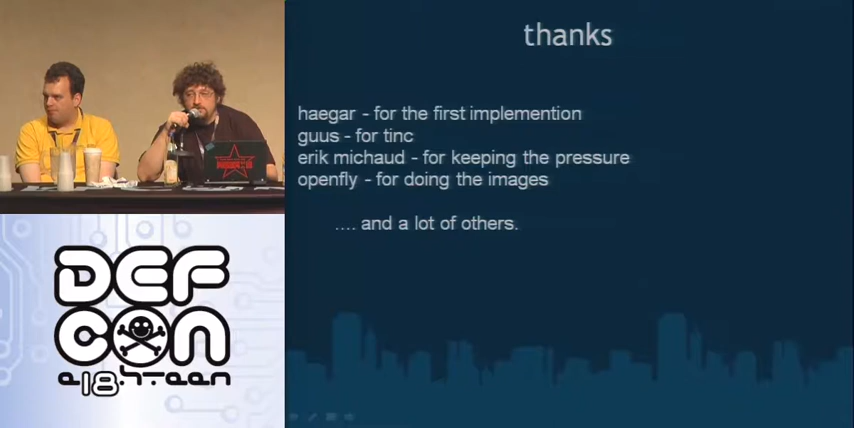 thanks
haegar - for the first implemention
guus - for tinc
erik michaud - for keeping the pressure
openfly - for doing the images
.... and a lot of others.
DEF
CON
e18hteen